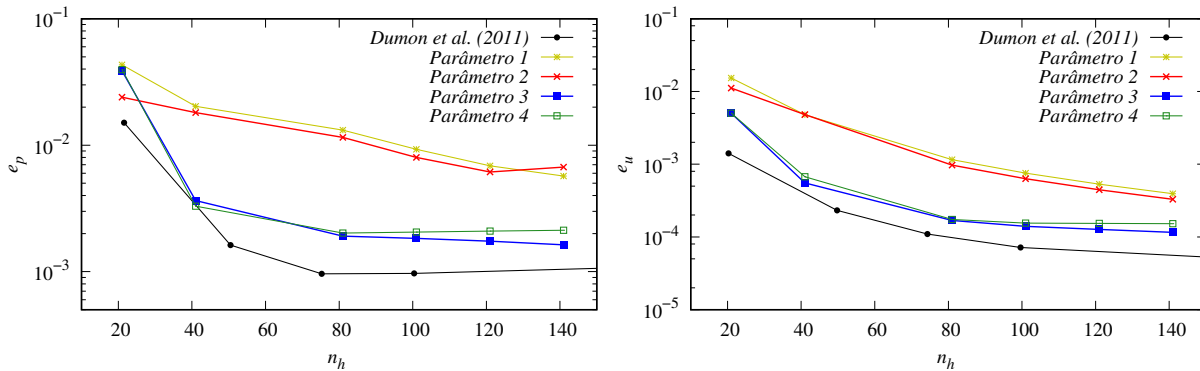 10⁻¹
10⁻²
10⁻³
e_p
Dumon et al. (2011)
Parâmetro 1
Parâmetro 2
Parâmetro 3
Parâmetro 4
20 40 60 80 100 120 140
n_h
10⁻¹
10⁻²
10⁻³
10⁻⁴
10⁻⁵
e_u
Dumon et al. (2011)
Parâmetro 1
Parâmetro 2
Parâmetro 3
Parâmetro 4
20 40 60 80 100 120 140
n_h